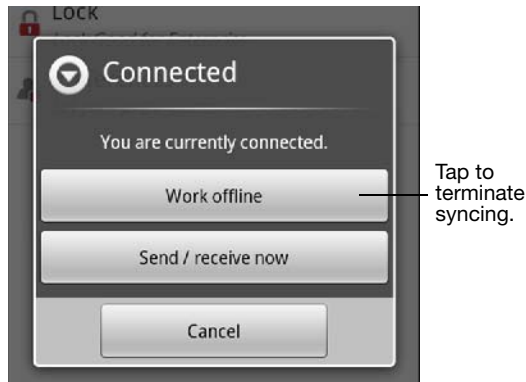 Lock
Connected
You are currently connected.
Work offline
Tap to
terminate
syncing.
Send / receive now
Cancel